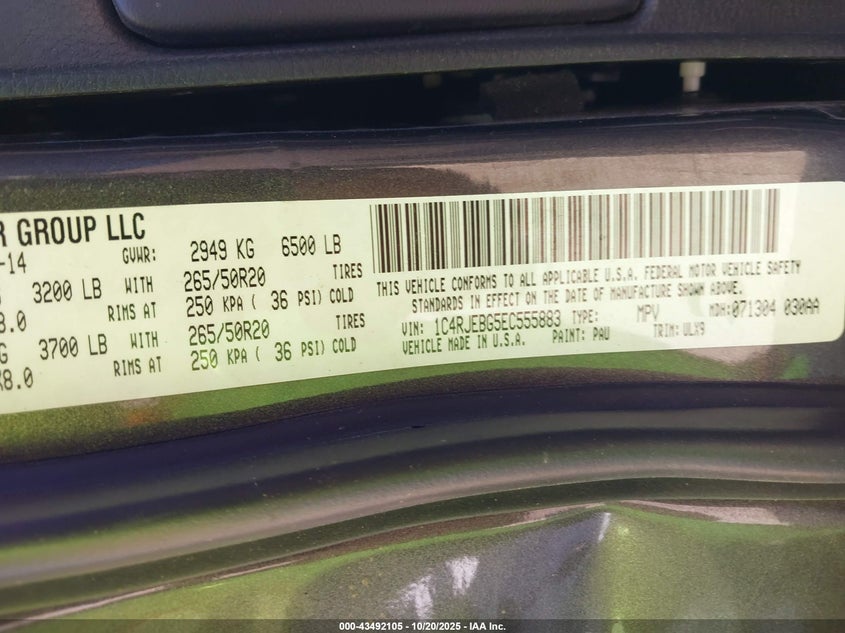 R GROUP LLC
-14 GVWR: 2949 KG 6500 LB
3200 LB WITH 265/50R20 TIRES
8.0 RIMS AT 250 KPA ( 36 PSI) COLD
G 3700 LB WITH 265/50R20 TIRES
X8.0 RIMS AT 250 KPA ( 36 PSI) COLD
THIS VEHICLE CONFORMS TO ALL APPLICABLE U.S.A. FEDERAL MOTOR VEHICLE SAFETY
STANDARDS IN EFFECT ON THE DATE OF MANUFACTURE SHOWN ABOVE.
VIN: 1C4RJEBG5EC555883 TYPE: MPV MDH:071304 030AA
VEHICLE MADE IN U.S.A. PAINT: PAU TRIM: ULX9
000-43492105 - 10/20/2025 - IAA Inc.